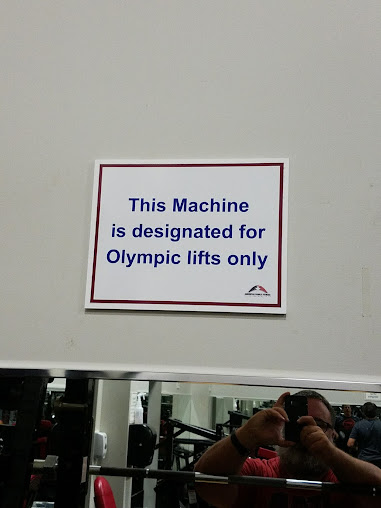 This Machine
is designated for
Olympic lifts only